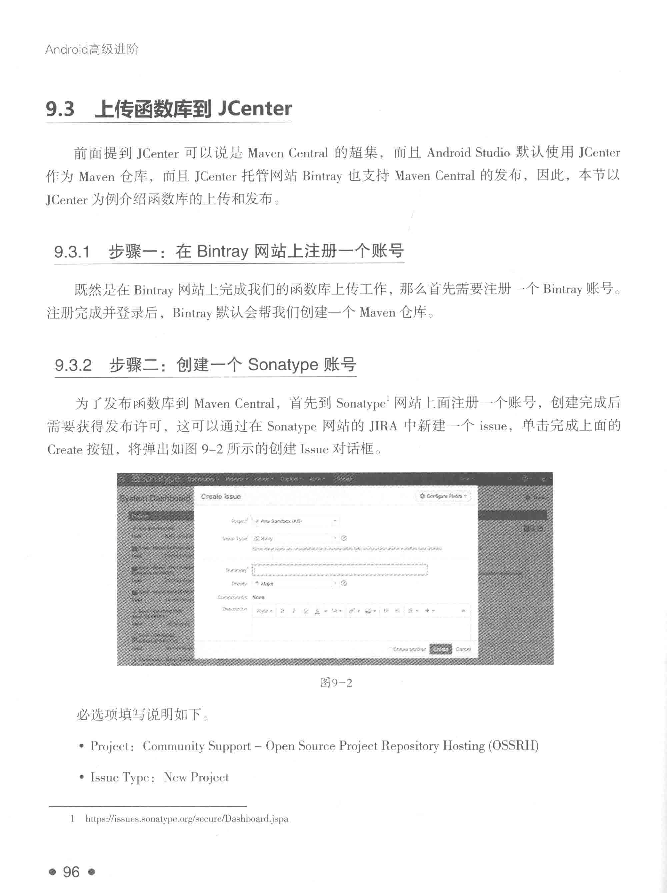 Android高级进阶
9.3 上传函数库到 JCenter
前面提到 JCenter 可以说是 Maven Central 的超集，而且 Android Studio 默认使用 JCenter
作为 Maven 仓库，而且 JCenter 托管网站 Bintray 也支持 Maven Central 的发布，因此，本节以
JCenter 为例介绍函数库的上传和发布。
9.3.1 步骤一：在 Bintray 网站上注册一个账号
既然是在 Bintray 网站上完成我们的函数库上传工作，那么首先需要注册一个 Bintray 账号。
注册完成并登录后，Bintray 默认会帮我们创建一个 Maven 仓库。
9.3.2 步骤二：创建一个 Sonatype 账号
为了发布函数库到 Maven Central，首先到 Sonatype¹ 网站上面注册一个账号，创建完成后
需要获得发布许可，这可以通过在 Sonatype 网站的 JIRA 中新建一个 issue，单击完成上面的
Create 按钮，将弹出如图 9-2 所示的创建 Issue 对话框。
System Dashboard
Create Issue
Configure Fields
Project
Issue Type
Summary
Priority
Major
Components
None
Description
Style
Create another
Create
Cancel
图9-2
必选项填写说明如下。
• Project：Community Support – Open Source Project Repository Hosting (OSSRH)
• Issue Type：New Project
1 https://issues.sonatype.org/secure/Dashboard.jspa
• 96 •